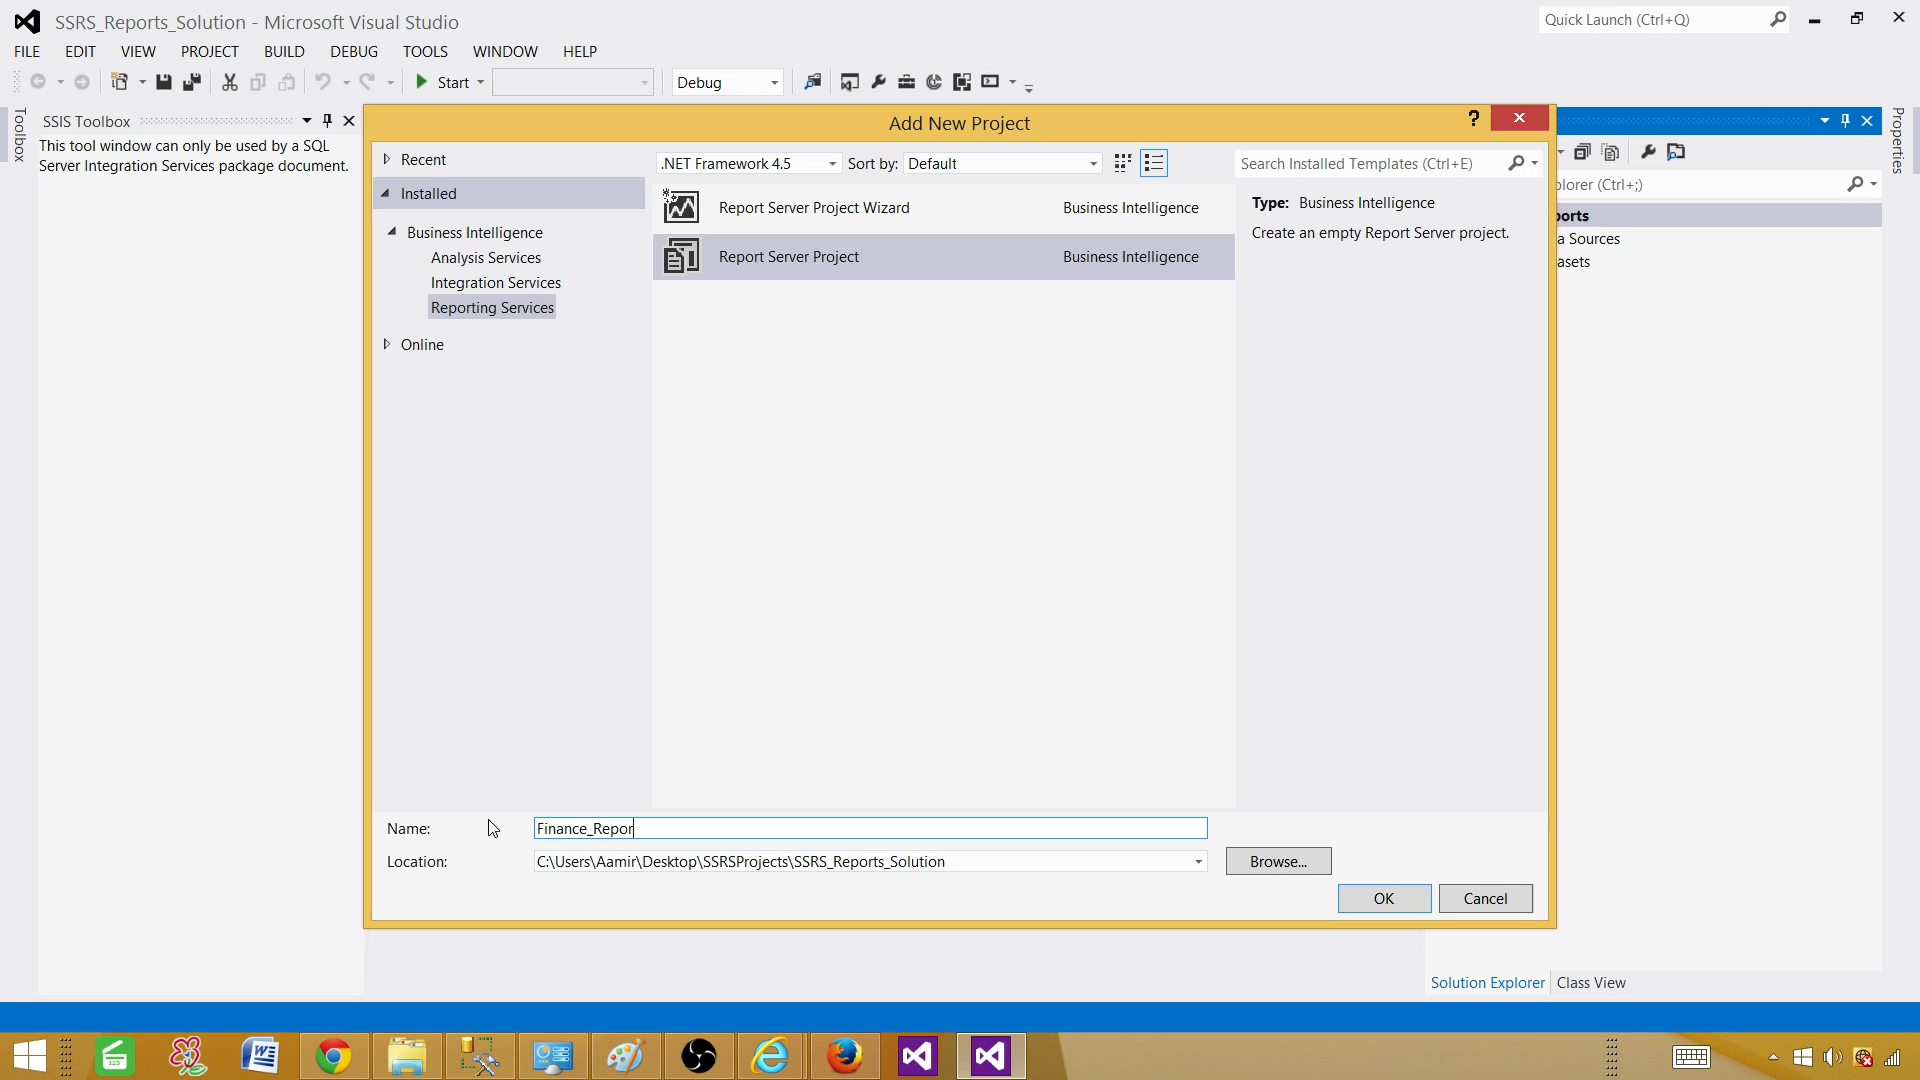 SSRS_Reports_Solution - Microsoft Visual Studio
Quick Launch (Ctrl+Q)
FILE EDIT VIEW PROJECT BUILD DEBUG TOOLS WINDOW HELP
Start
Debug
Toolbox
SSIS Toolbox
This tool window can only be used by a SQL
Server Integration Services package document.
Add New Project
?
Recent
Installed
Business Intelligence
Analysis Services
Integration Services
Reporting Services
Online
.NET Framework 4.5
Sort by: Default
Search Installed Templates (Ctrl+E)
Report Server Project Wizard Business Intelligence
Report Server Project Business Intelligence
Type: Business Intelligence
Create an empty Report Server project.
Name: Finance_Repor
Location: C:\Users\Aamir\Desktop\SSRSProjects\SSRS_Reports_Solution
Browse...
OK Cancel
plorer (Ctrl+;)
ports
a Sources
asets
Properties
Solution Explorer Class View